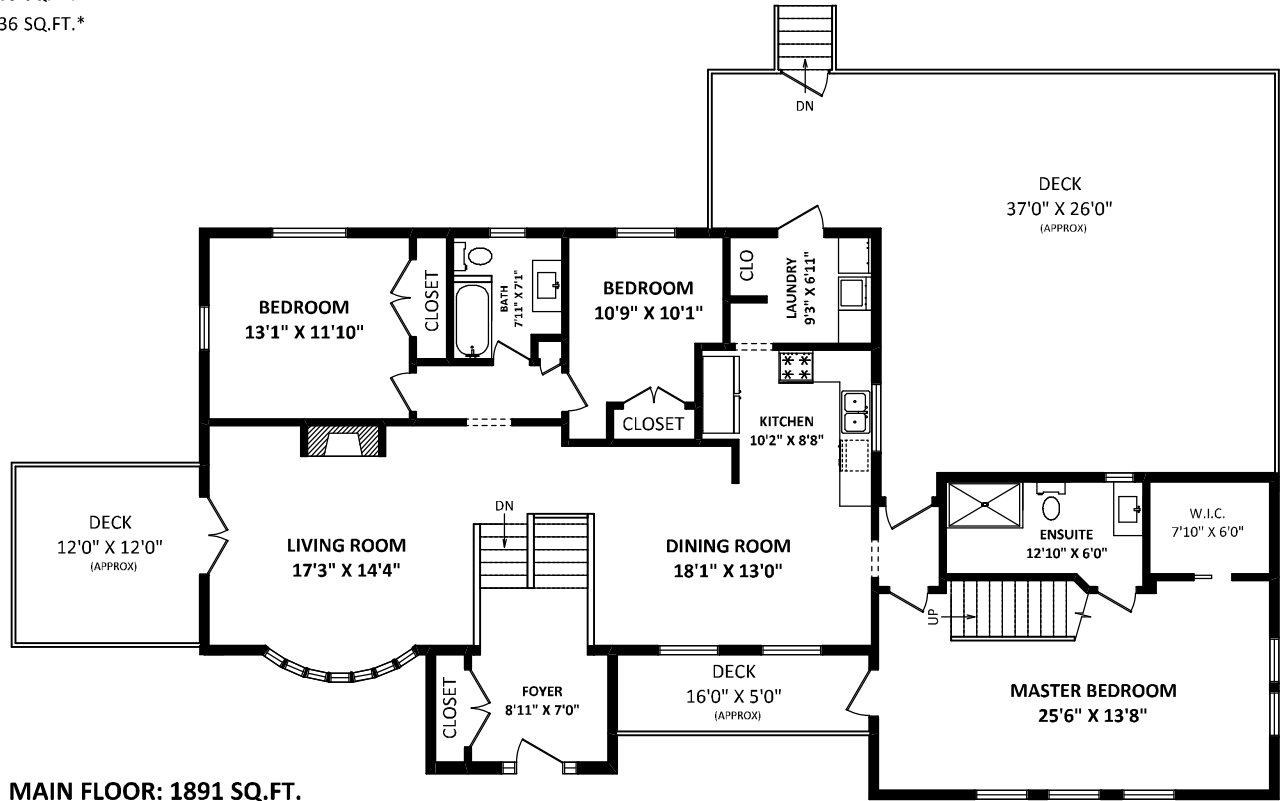 36 SQ.FT.*
DN
DECK
37'0" X 26'0"
(APPROX)
BEDROOM
13'1" X 11'10"
CLOSET
BATH
7'11" X 7'1"
BEDROOM
10'9" X 10'1"
CLO
LAUNDRY
9'3" X 6'11"
CLOSET
KITCHEN
10'2" X 8'8"
DECK
12'0" X 12'0"
(APPROX)
LIVING ROOM
17'3" X 14'4"
DN
DINING ROOM
18'1" X 13'0"
ENSUITE
12'10" X 6'0"
W.I.C.
7'10" X 6'0"
UP
CLOSET
FOYER
8'11" X 7'0"
DECK
16'0" X 5'0"
(APPROX)
MASTER BEDROOM
25'6" X 13'8"
MAIN FLOOR: 1891 SQ.FT.